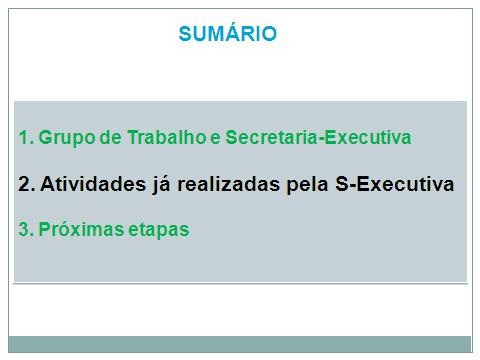 SUMÁRIO
1. Grupo de Trabalho e Secretaria-Executiva
2. Atividades já realizadas pela S-Executiva
3. Próximas etapas